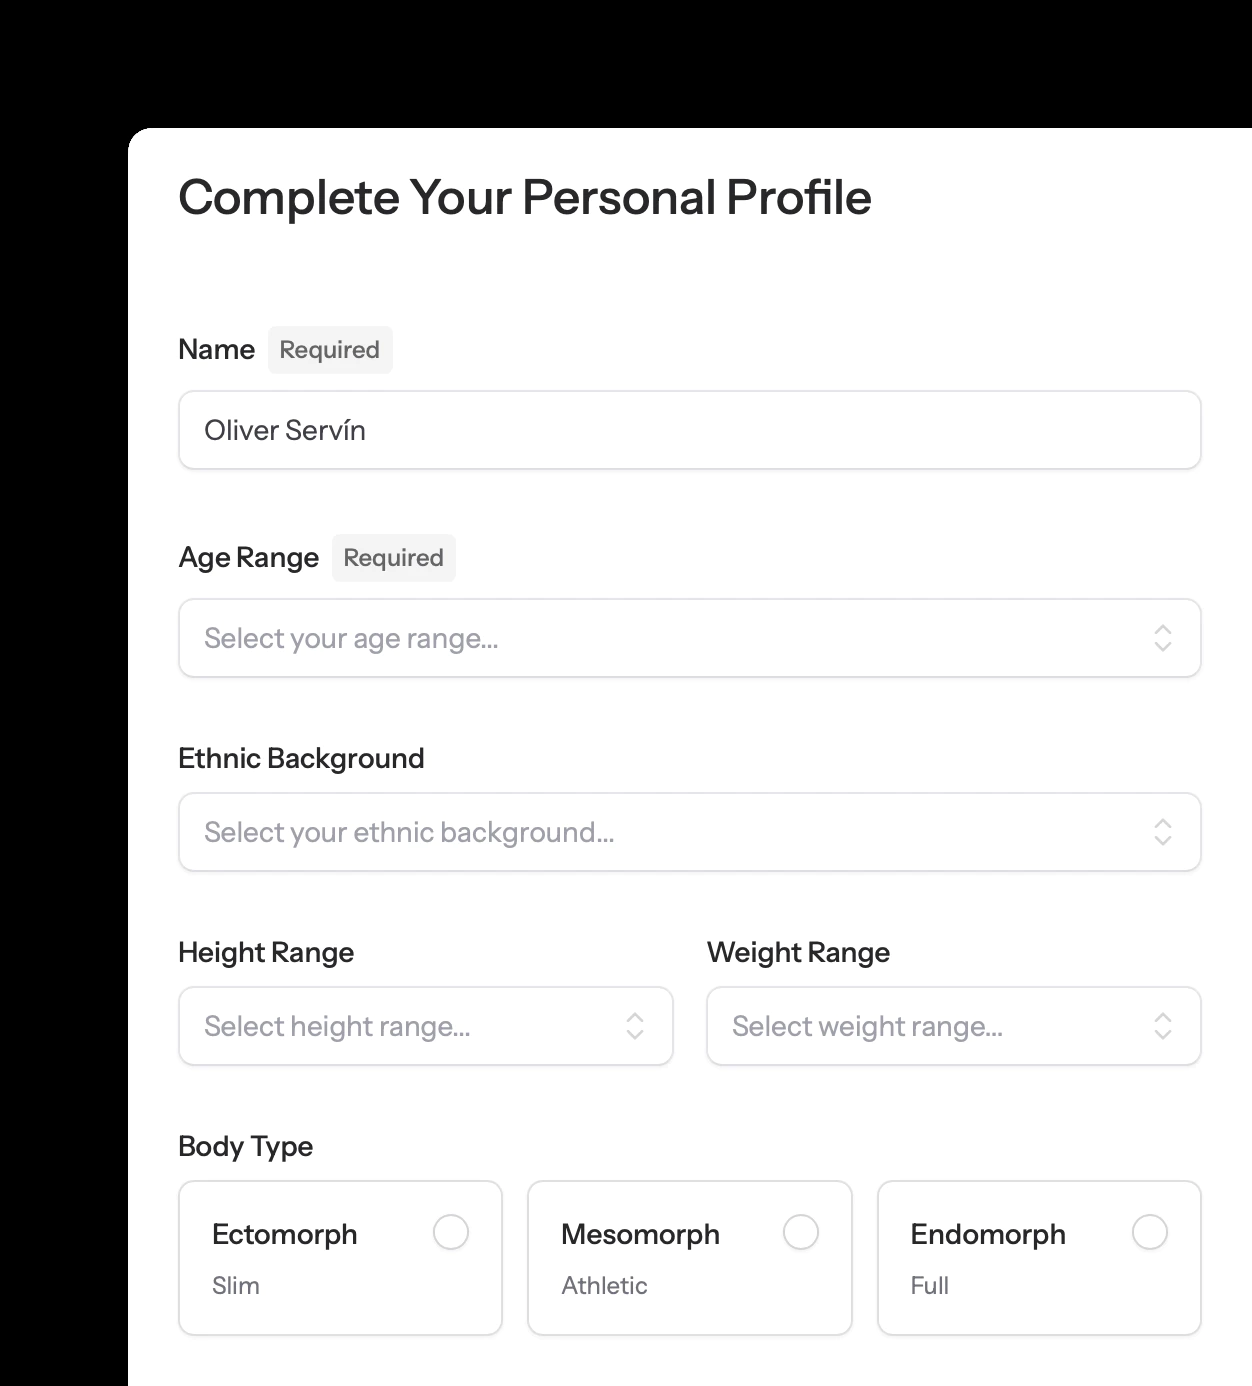 Complete Your Personal Profile
Name Required
Oliver Servín
Age Range Required
Select your age range...
Ethnic Background
Select your ethnic background...
Height Range Weight Range
Select height range... Select weight range...
Body Type
Ectomorph Mesomorph Endomorph
Slim Athletic Full